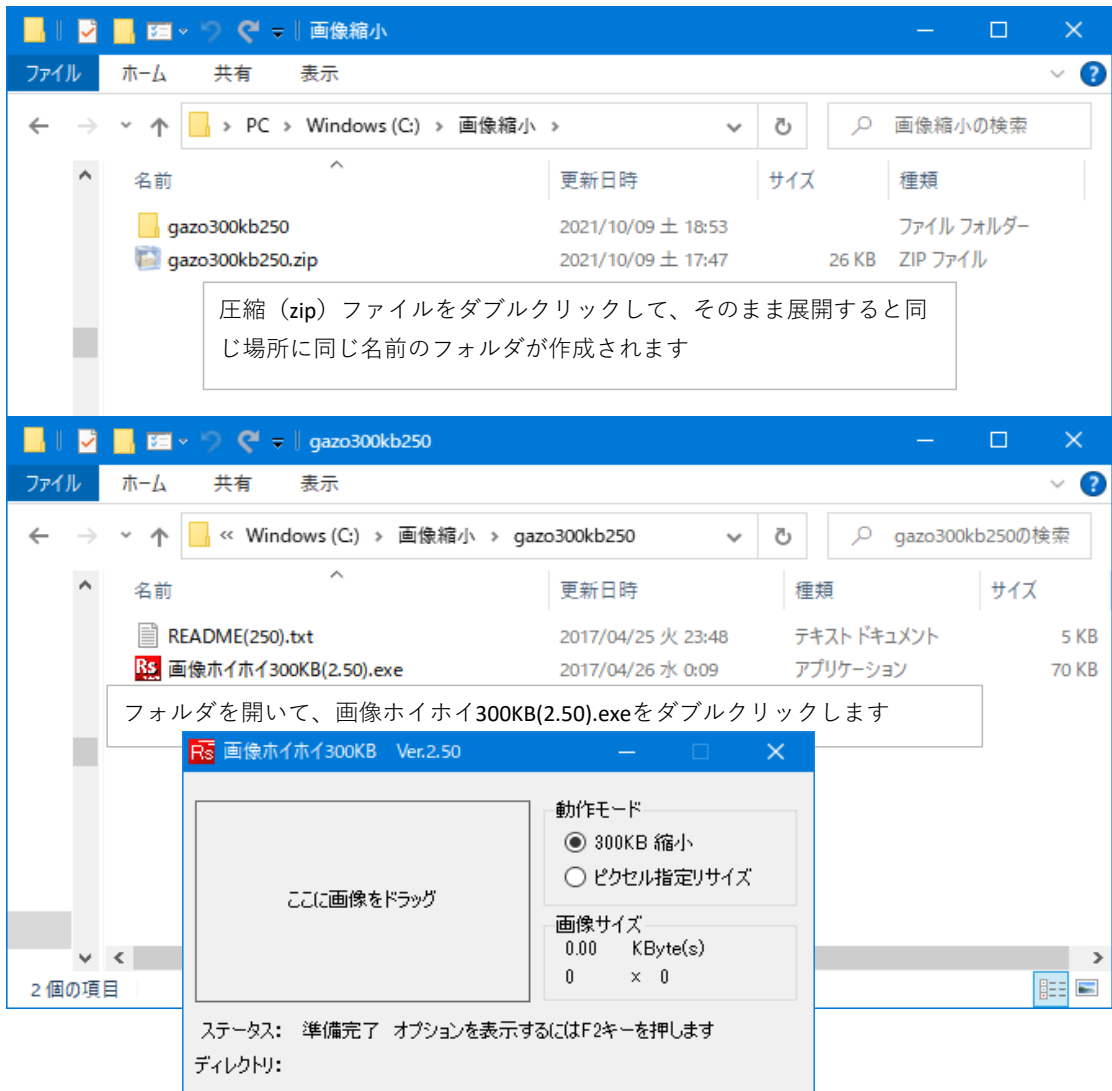 画像縮小
ファイル ホーム 共有 表示
PC › Windows (C:) › 画像縮小 › 画像縮小の検索
名前 更新日時 サイズ 種類
gazo300kb250 2021/10/09 土 18:53 ファイル フォルダー
gazo300kb250.zip 2021/10/09 土 17:47 26 KB ZIP ファイル
圧縮（zip）ファイルをダブルクリックして、そのまま展開すると同
じ場所に同じ名前のフォルダが作成されます
gazo300kb250
ファイル ホーム 共有 表示
« Windows (C:) › 画像縮小 › gazo300kb250 gazo300kb250の検索
名前 更新日時 種類 サイズ
README(250).txt 2017/04/25 火 23:48 テキスト ドキュメント 5 KB
Rs 画像ホイホイ300KB(2.50).exe 2017/04/26 水 0:09 アプリケーション 70 KB
フォルダを開いて、画像ホイホイ300KB(2.50).exeをダブルクリックします
Rs 画像ホイホイ300KB Ver.2.50
ここに画像をドラッグ
動作モード
300KB 縮小
ピクセル指定リサイズ
画像サイズ
0.00 KByte(s)
0 × 0
2 個の項目
ステータス: 準備完了 オプションを表示するにはF2キーを押します
ディレクトリ: